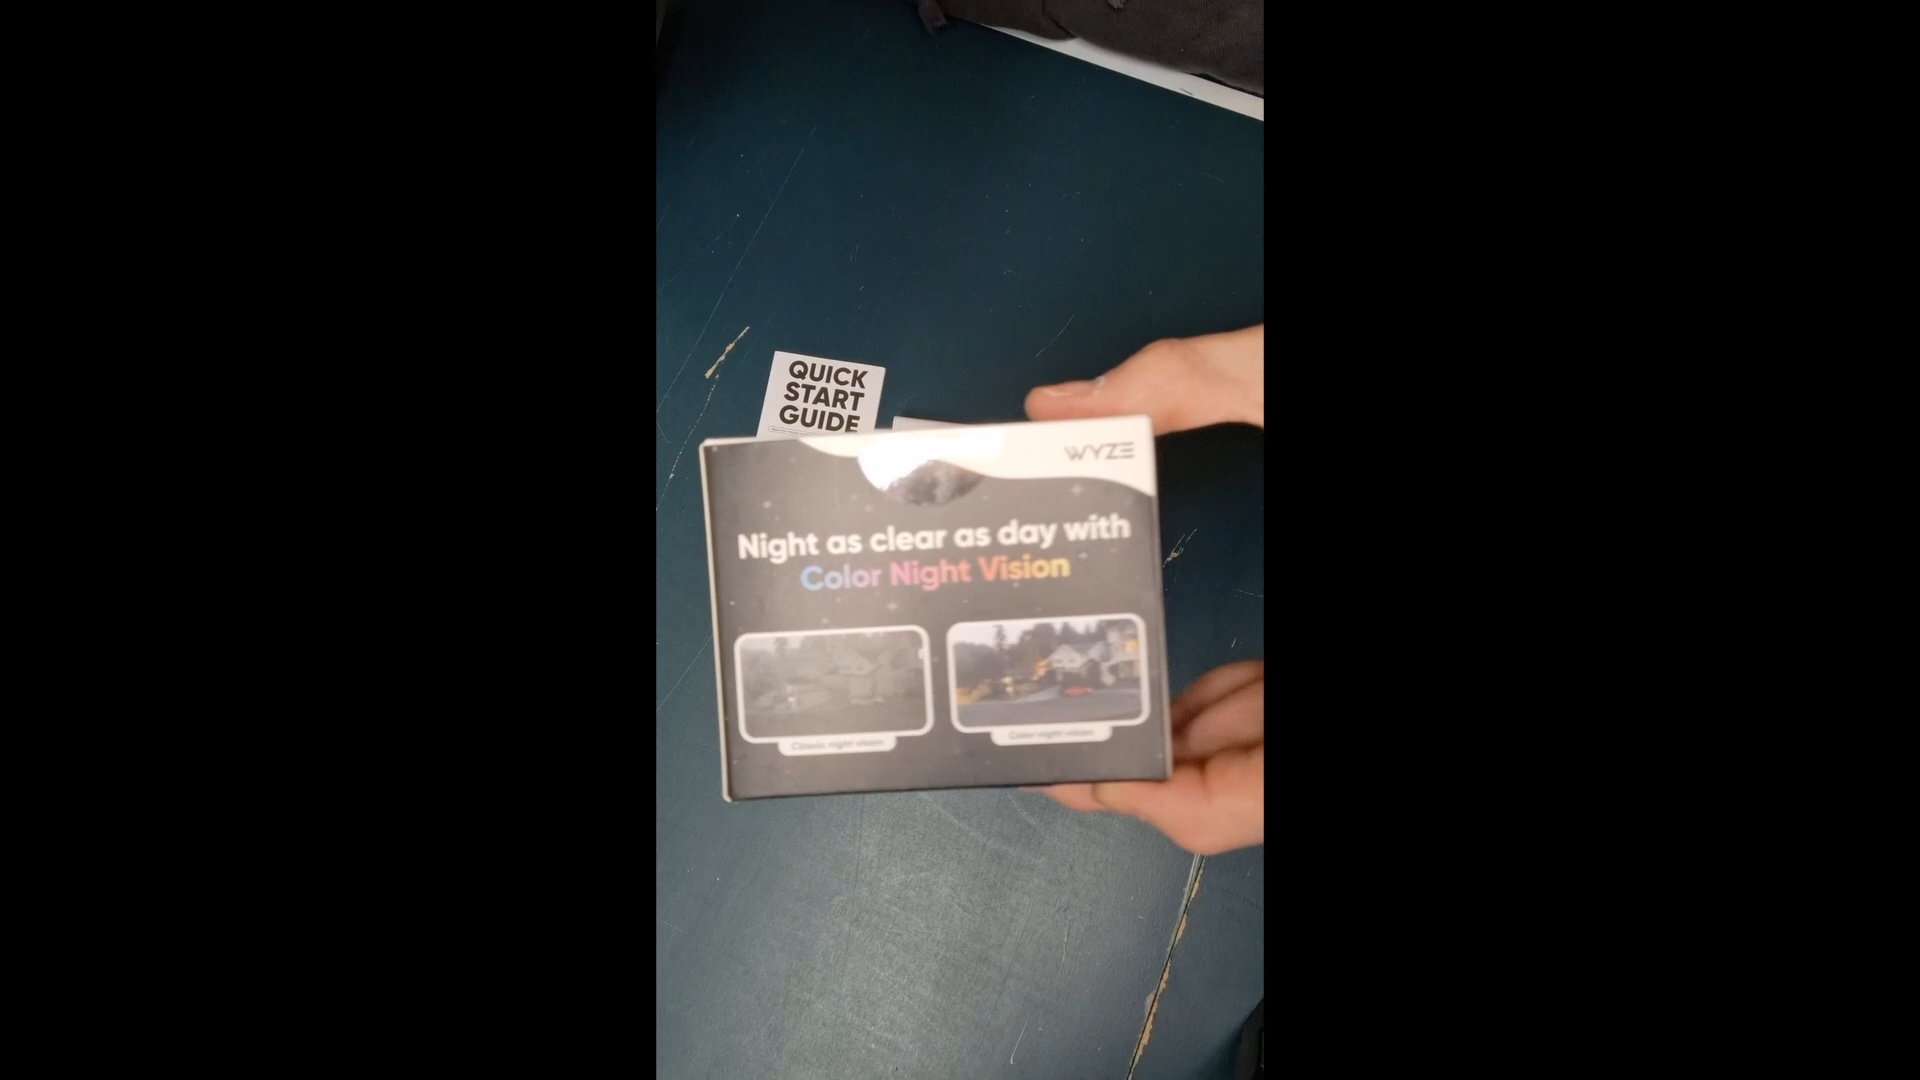 QUICK
START
GUIDE
WYZE
Night as clear as day with
Color Night Vision
Classic night vision
Color night vision